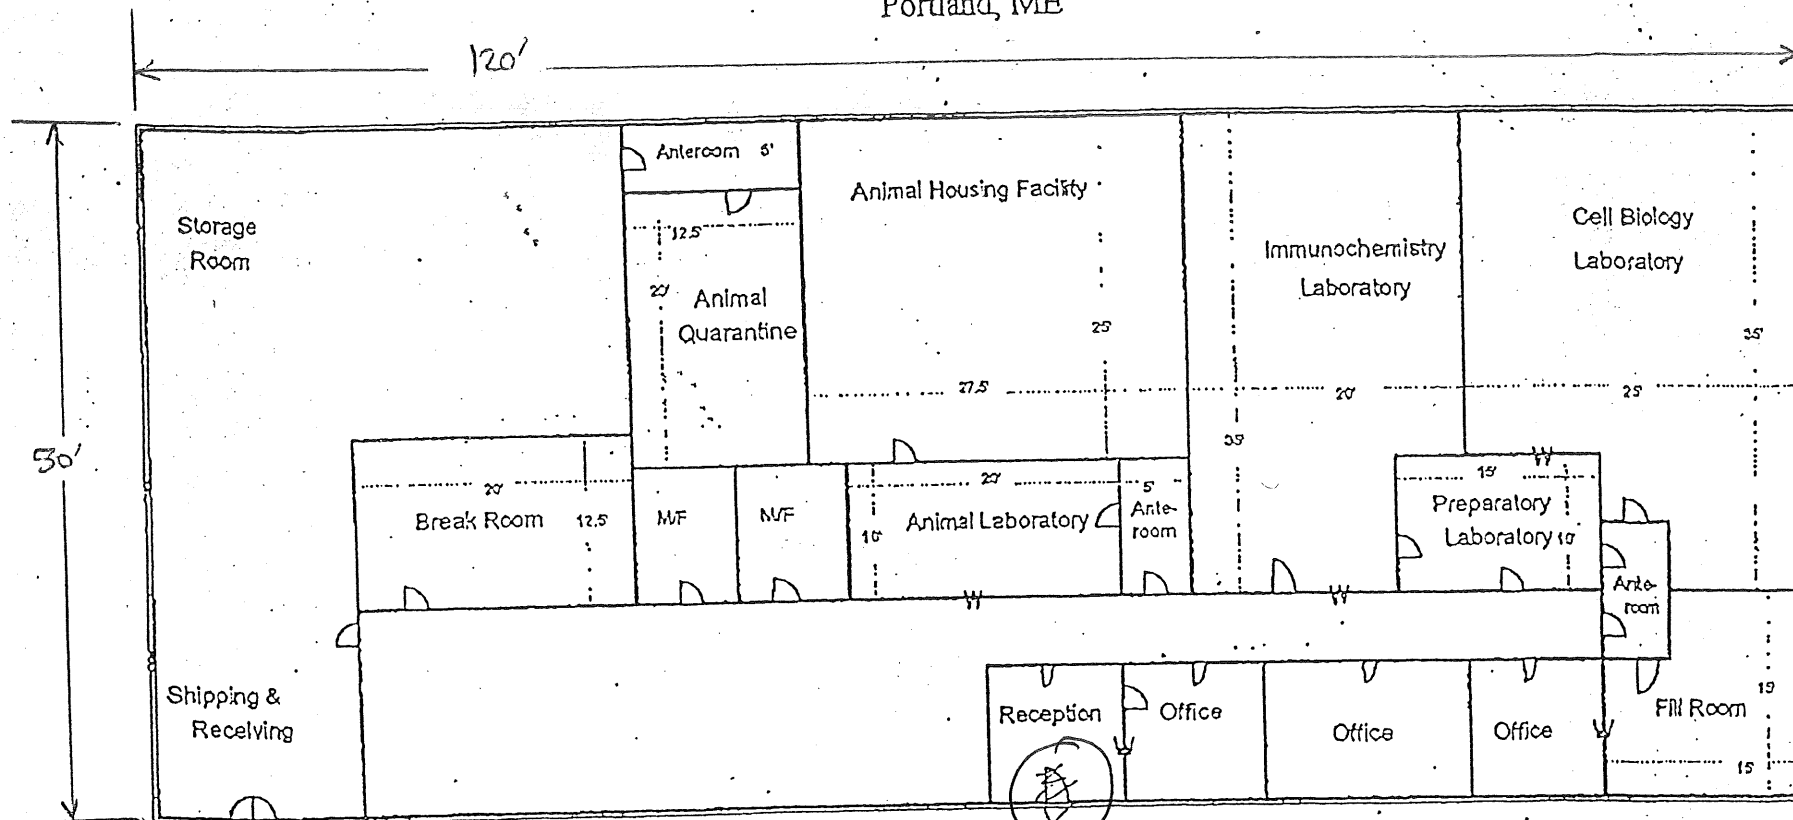 Portland, ME
120'
50'
Anteroom 5'
Storage
Room
12.5'
20'
Animal
Quarantine
Animal Housing Facility
25'
27.5'
Immunochemistry
Laboratory
20'
35'
Cell Biology
Laboratory
35'
25'
20'
Break Room 12.5'
M/F
M/F
20'
Animal Laboratory
10'
5'
Ante-
room
15'
Preparatory
Laboratory 10'
Ante-
room
Shipping &
Receiving
Reception
Office
Office
Office
Fill Room
15'
15'